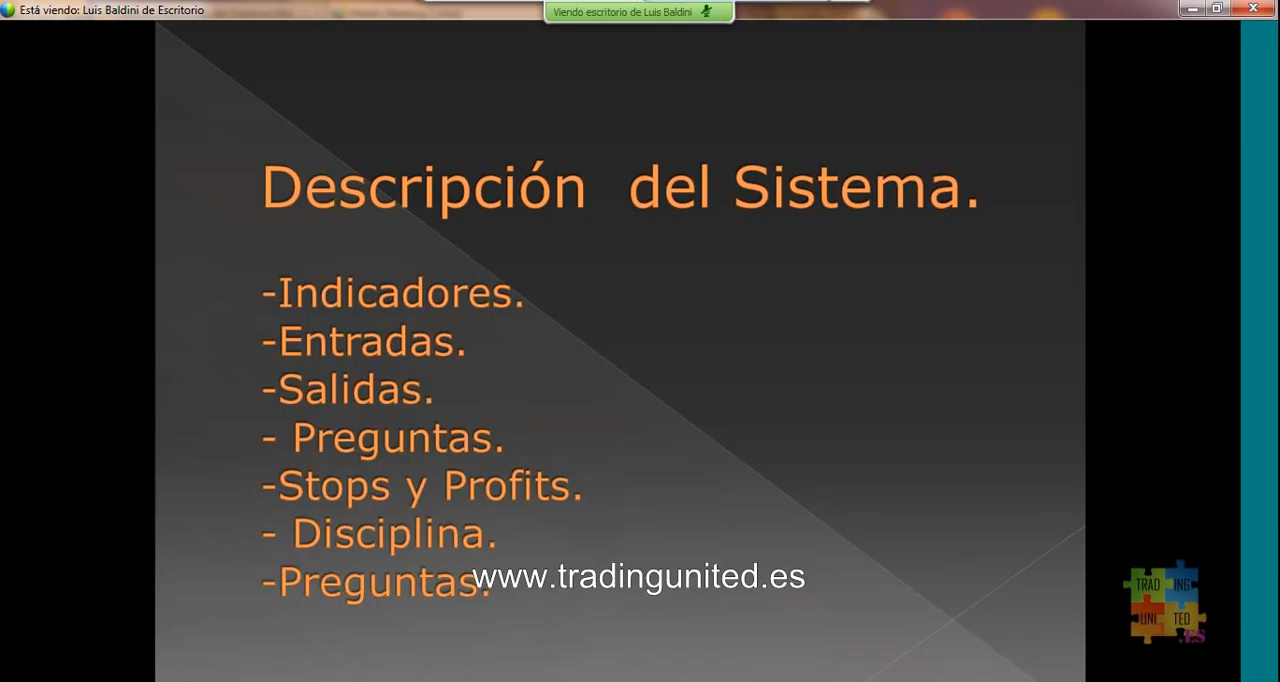 Está viendo: Luis Baldini de Escritorio
Viendo escritorio de Luis Baldini
Descripción del Sistema.
-Indicadores.
-Entradas.
-Salidas.
- Preguntas.
-Stops y Profits.
- Disciplina.
-Preguntas.
www.tradingunited.es
TRAD ING
UNI TED
.ES